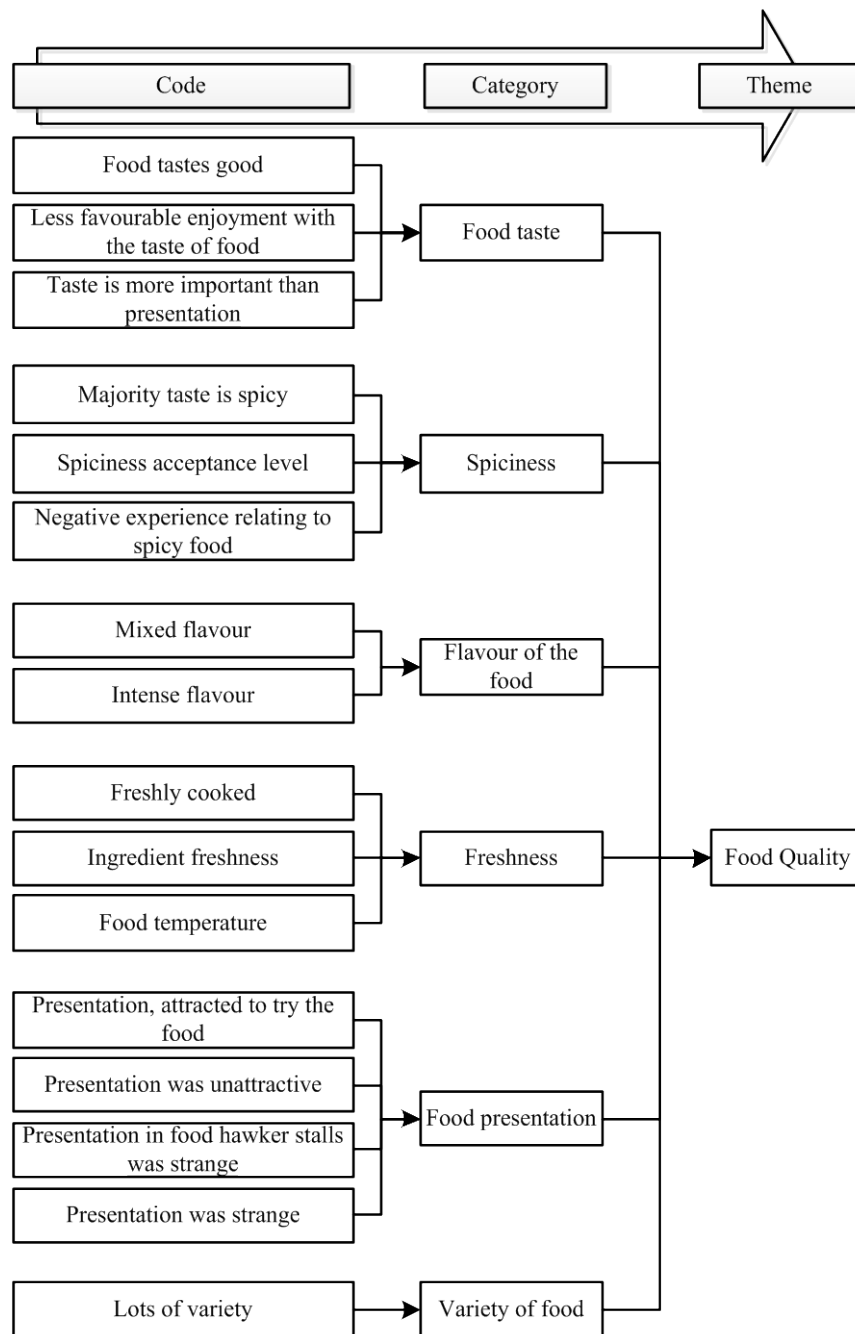 Code
Category
Theme
Food tastes good
Less favourable enjoyment with
the taste of food
Taste is more important than
presentation
Food taste
Majority taste is spicy
Spiciness acceptance level
Negative experience relating to
spicy food
Spiciness
Mixed flavour
Intense flavour
Flavour of the
food
Freshly cooked
Ingredient freshness
Food temperature
Freshness
Food Quality
Presentation, attracted to try the
food
Presentation was unattractive
Presentation in food hawker stalls
was strange
Presentation was strange
Food presentation
Lots of variety
Variety of food